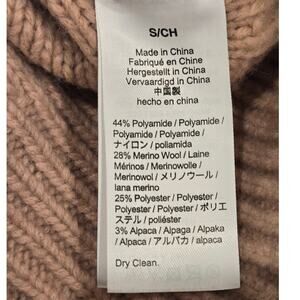 S/CH
Made in China
Fabriqué en Chine
Hergestellt in China
Vervaardigd in China
中国製
hecho en china
44% Polyamide / Polyamide /
Polyamide / Polyamide /
ナイロン / poliamida
28% Merino Wool / Laine
Mérinos / Merinowolle /
Merinowol / メリノウール /
lana merino
25% Polyester / Polyester /
Polyester / Polyester / ポリエ
ステル / poliéster
3% Alpaca / Alpaga / Alpaka
/ Alpaca / アルパカ / alpaca
Dry Clean.